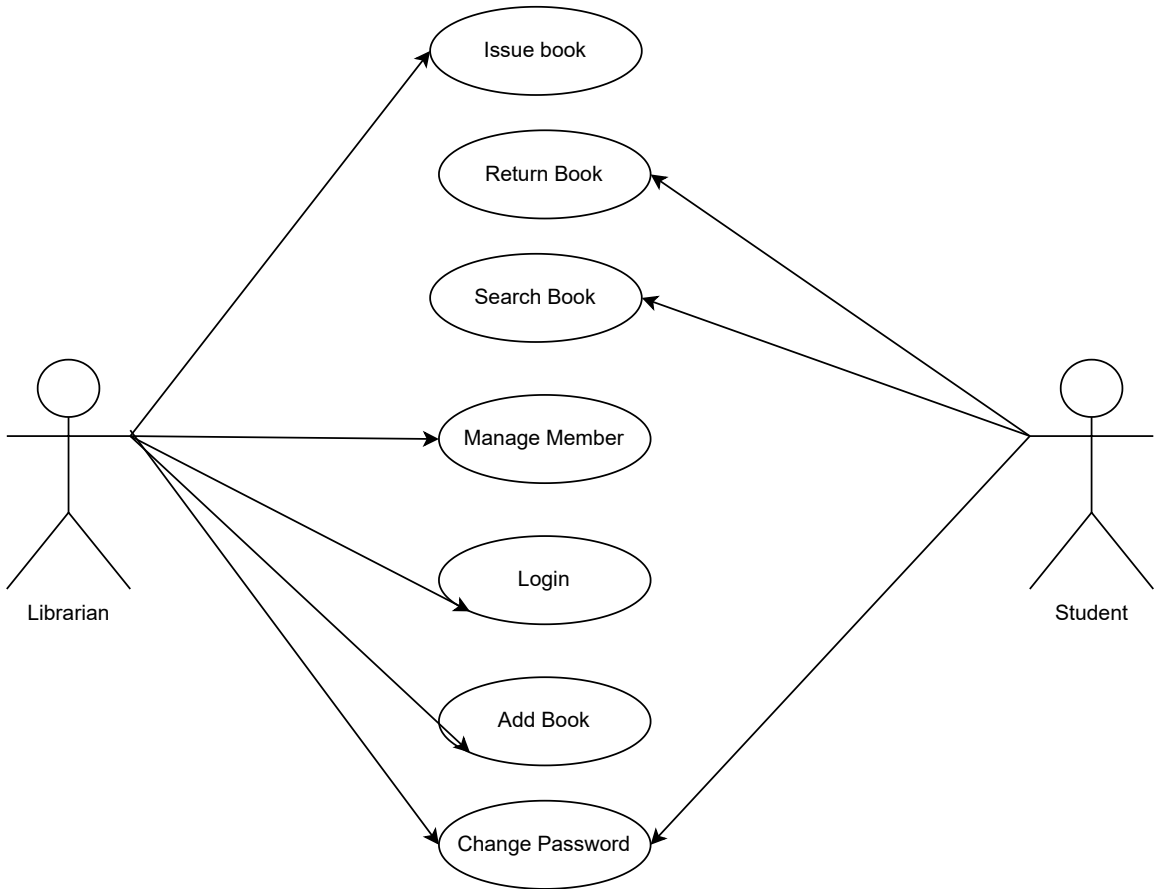 Issue book
Return Book
Search Book
Manage Member
Login
Librarian
Student
Add Book
Change Password